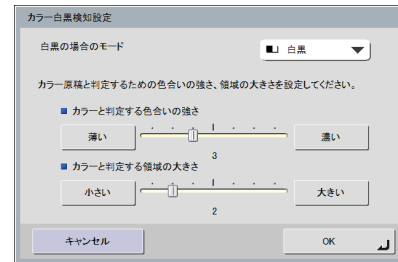 カラー白黒検知設定
白黒の場合のモード
白黒
カラー原稿と判定するための色合いの強さ、領域の大きさを設定してください。
カラーと判定する色合いの強さ
薄い
濃い
3
カラーと判定する領域の大きさ
小さい
大きい
2
キャンセル
OK